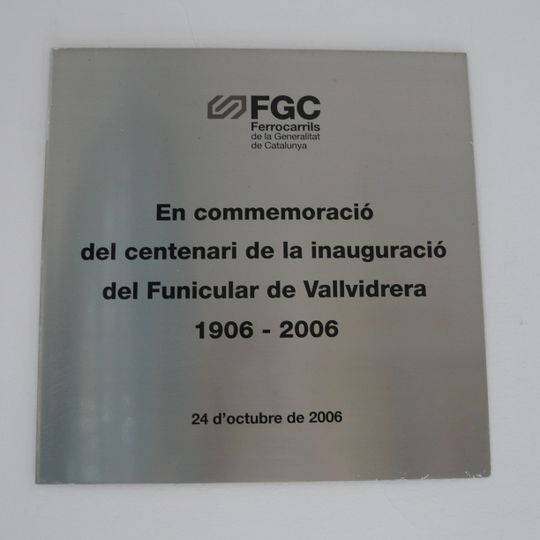 FGC
Ferrocarrils
de la Generalitat
de Catalunya
En commemoració
del centenari de la inauguració
del Funicular de Vallvidrera
1906 - 2006
24 d'octubre de 2006